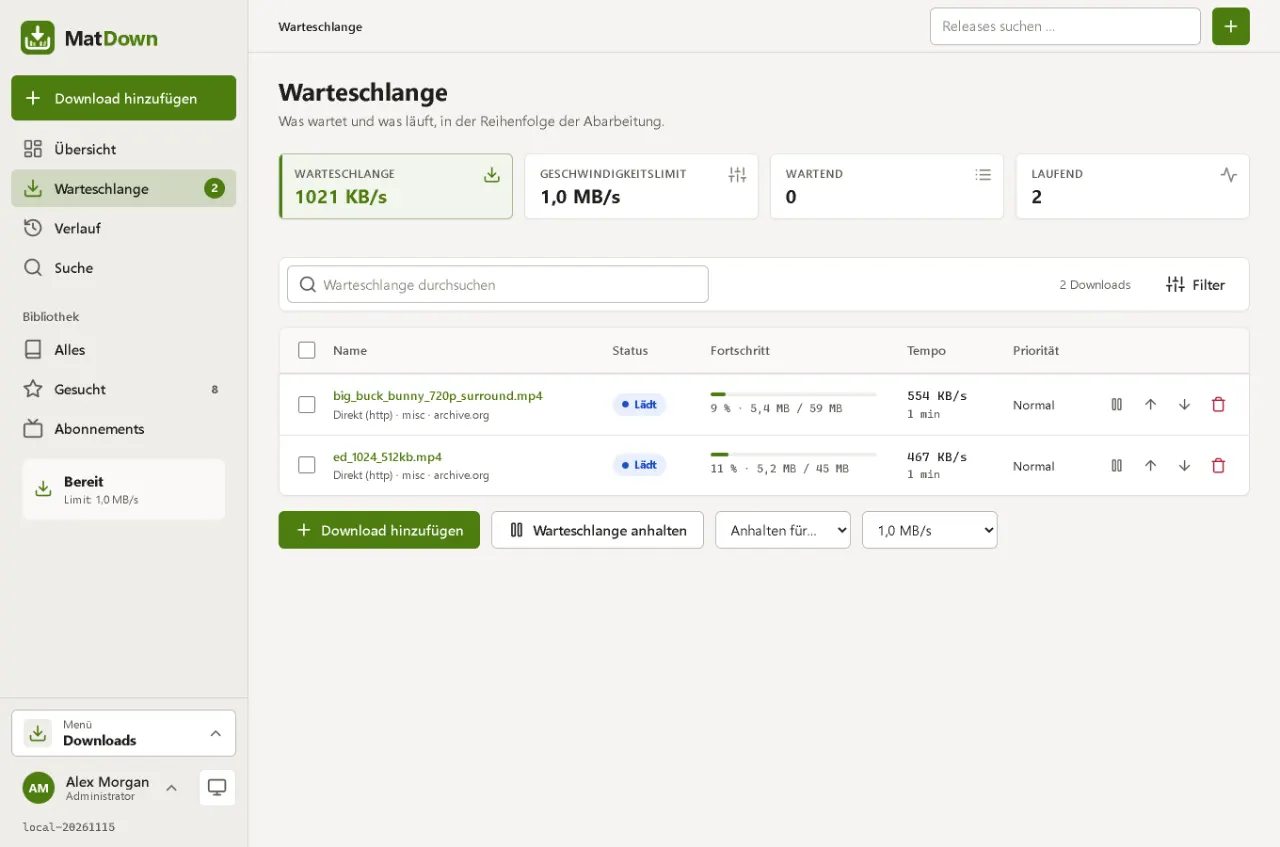 MatDown
Download hinzufügen
Übersicht
Warteschlange 2
Verlauf
Suche
Bibliothek
Alles
Gesucht 8
Abonnements
Bereit
Limit: 1,0 MB/s
Menü
Downloads
AM
Alex Morgan
Administrator
local-20261115
Warteschlange
Releases suchen ...
Warteschlange
Was wartet und was läuft, in der Reihenfolge der Abarbeitung.
WARTESCHLANGE
1021 KB/s
GESCHWINDIGKEITSLIMIT
1,0 MB/s
WARTEND
0
LAUFEND
2
Warteschlange durchsuchen
2 Downloads
Filter
Name Status Fortschritt Tempo Priorität
big_buck_bunny_720p_surround.mp4
Direkt (http) · misc · archive.org
Lädt
9 % · 5,4 MB / 59 MB
554 KB/s
1 min
Normal
ed_1024_512kb.mp4
Direkt (http) · misc · archive.org
Lädt
11 % · 5,2 MB / 45 MB
467 KB/s
1 min
Normal
Download hinzufügen
Warteschlange anhalten
Anhalten für...
1,0 MB/s